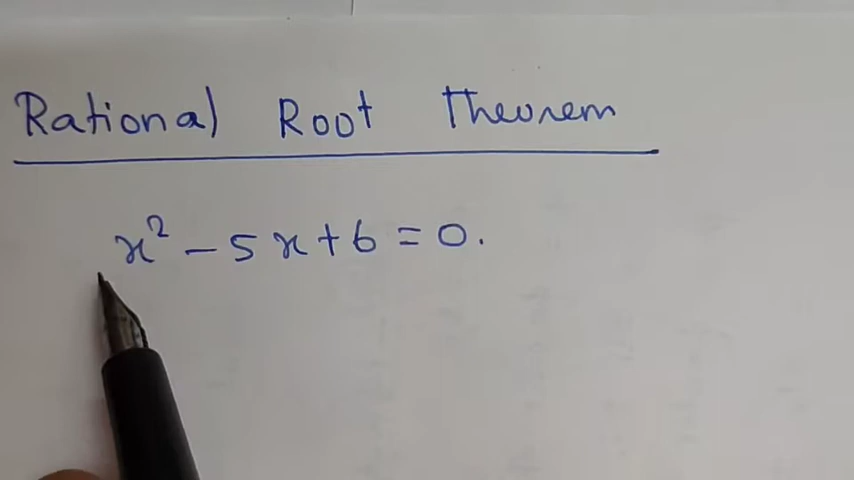 Rational Root Theorem
x² - 5x + 6 = 0.